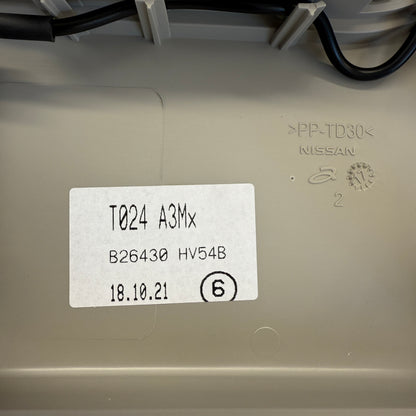 >PP-TD30<
NISSAN
2
T024 A3Mx
B26430 HV54B
18.10.21 6